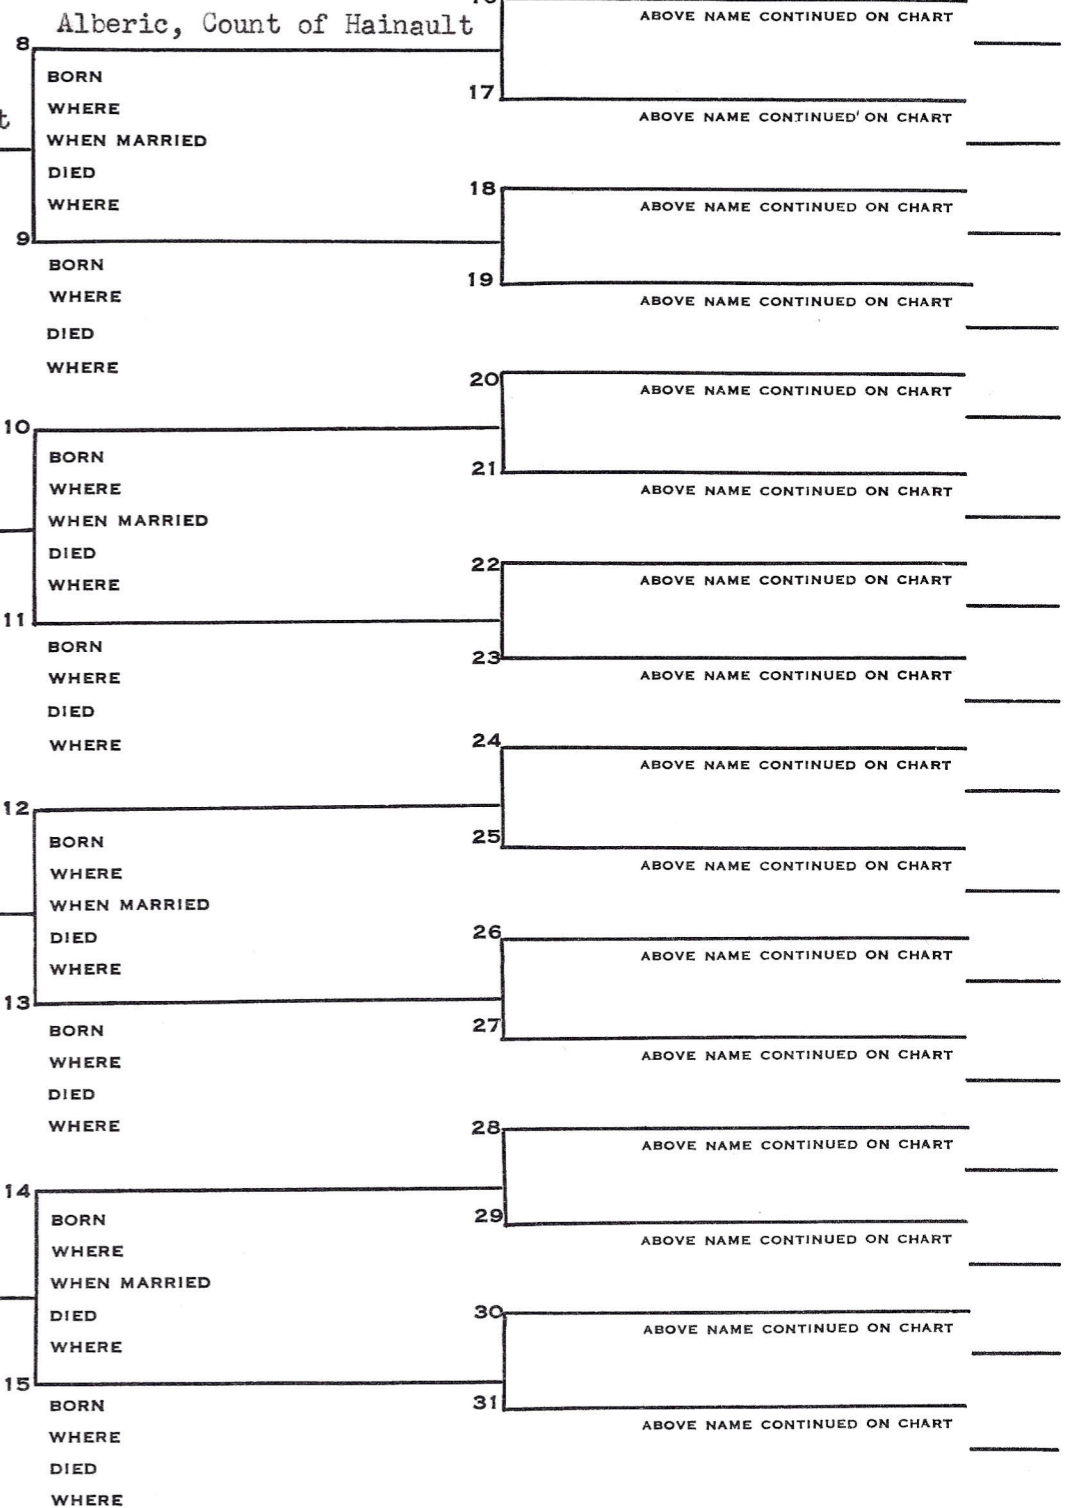 Alberic, Count of Hainault
8
BORN
WHERE
WHEN MARRIED
DIED
WHERE
9
BORN
WHERE
DIED
WHERE
10
BORN
WHERE
WHEN MARRIED
DIED
WHERE
11
BORN
WHERE
DIED
WHERE
12
BORN
WHERE
WHEN MARRIED
DIED
WHERE
13
BORN
WHERE
DIED
WHERE
14
BORN
WHERE
WHEN MARRIED
DIED
WHERE
15
BORN
WHERE
DIED
WHERE
ABOVE NAME CONTINUED ON CHART
17
ABOVE NAME CONTINUED ON CHART
18
ABOVE NAME CONTINUED ON CHART
19
ABOVE NAME CONTINUED ON CHART
20
ABOVE NAME CONTINUED ON CHART
21
ABOVE NAME CONTINUED ON CHART
22
ABOVE NAME CONTINUED ON CHART
23
ABOVE NAME CONTINUED ON CHART
24
ABOVE NAME CONTINUED ON CHART
25
ABOVE NAME CONTINUED ON CHART
26
ABOVE NAME CONTINUED ON CHART
27
ABOVE NAME CONTINUED ON CHART
28
ABOVE NAME CONTINUED ON CHART
29
ABOVE NAME CONTINUED ON CHART
30
ABOVE NAME CONTINUED ON CHART
31
ABOVE NAME CONTINUED ON CHART